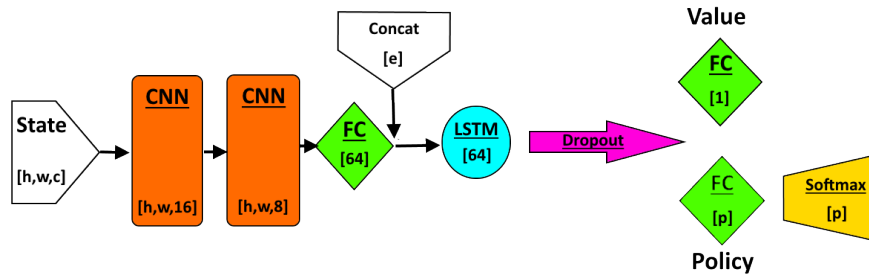 State
[h,w,c]
CNN
[h,w,16]
CNN
[h,w,8]
FC
[64]
Concat
[e]
LSTM
[64]
Dropout
Value
FC
[1]
FC
[p]
Policy
Softmax
[p]